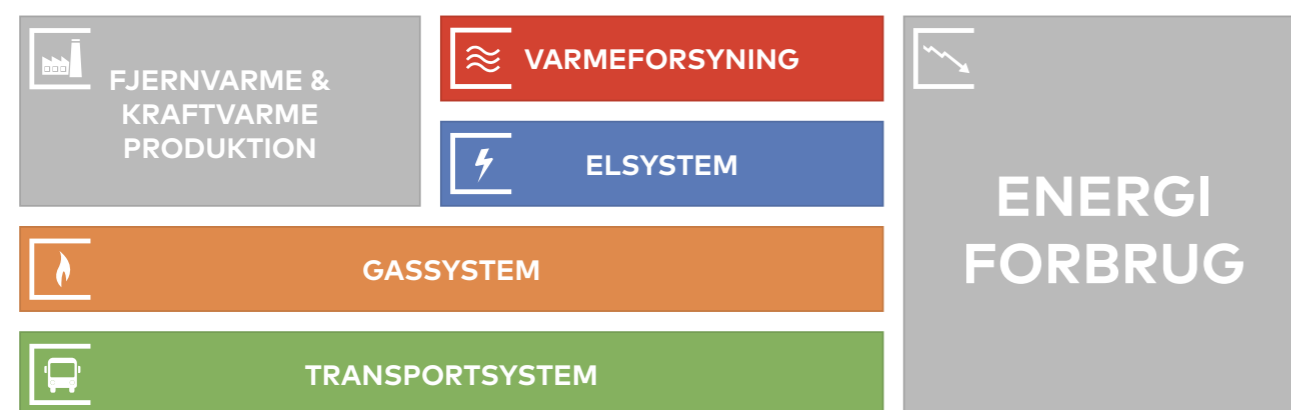 FJERNVARME &
KRAFTVARME
PRODUKTION
VARMEFORSYNING
ELSYSTEM
GASSYSTEM
TRANSPORTSYSTEM
ENERGI
FORBRUG